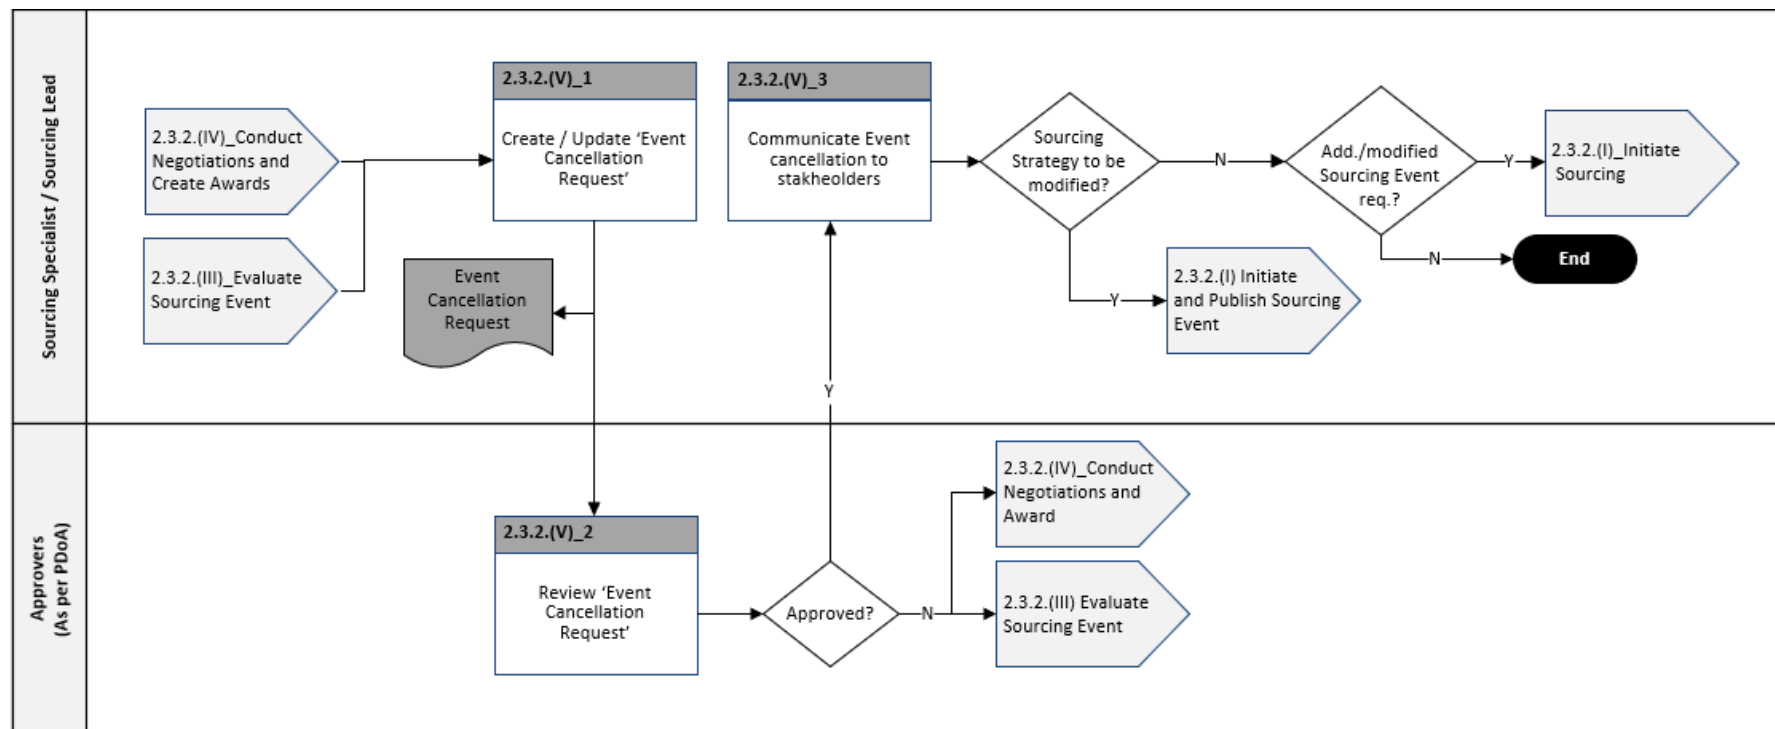 Sourcing Specialist / Sourcing Lead
2.3.2.(IV)_Conduct
Negotiations and
Create Awards
2.3.2.(III)_Evaluate
Sourcing Event
2.3.2.(V)_1
Create / Update ‘Event
Cancellation
Request’
Event
Cancellation
Request
2.3.2.(V)_3
Communicate Event
cancellation to
stakheolders
Y
Sourcing
Strategy to be
modified?
N
Y
2.3.2.(I) Initiate
and Publish Sourcing
Event
Add./modified
Sourcing Event
req.?
Y
2.3.2.(I)_Initiate
Sourcing
N
End
Approvers
(As per PDoA)
2.3.2.(V)_2
Review ‘Event
Cancellation
Request’
Approved?
N
2.3.2.(IV)_Conduct
Negotiations and
Award
2.3.2.(III) Evaluate
Sourcing Event